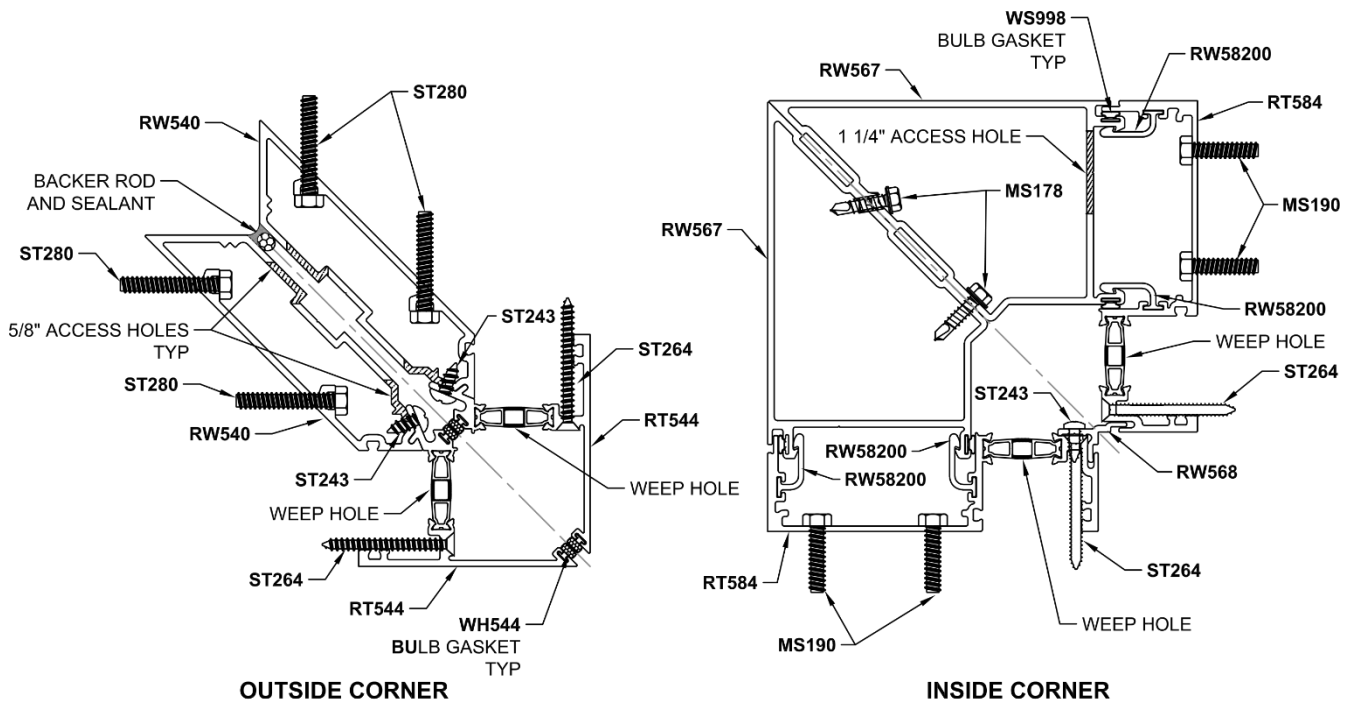 ST280
RW540
BACKER ROD
AND SEALANT
ST280
5/8" ACCESS HOLES
TYP
ST280
RW540
ST243
ST264
RT544
ST243
WEEP HOLE
WEEP HOLE
ST264
RT544
WH544
BULB GASKET
TYP
OUTSIDE CORNER
WS998
BULB GASKET
TYP
RW58200
RW567
RT584
1 1/4" ACCESS HOLE
MS178
MS190
RW567
RW58200
WEEP HOLE
ST264
ST243
RW58200
RW58200
RW568
RT584
ST264
WEEP HOLE
MS190
INSIDE CORNER